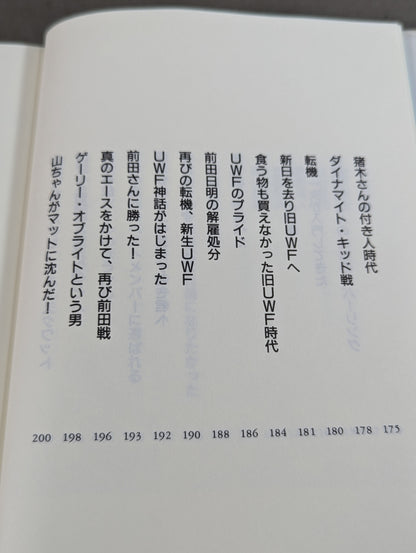 猪木さんの付き人時代 175
ダイナマイト・キッド戦 178
転機 180
新日を去り旧UWFへ 181
食う物も買えなかった旧UWF時代 184
UWFのプライド 186
前田日明の解雇処分 188
再びの転機、新生UWF 190
UWF神話がはじまった 192
前田さんに勝った! 193
真のエースをかけて、再び前田戦 196
ゲーリー・オブライトという男 198
山ちゃんがマットに沈んだ! 200